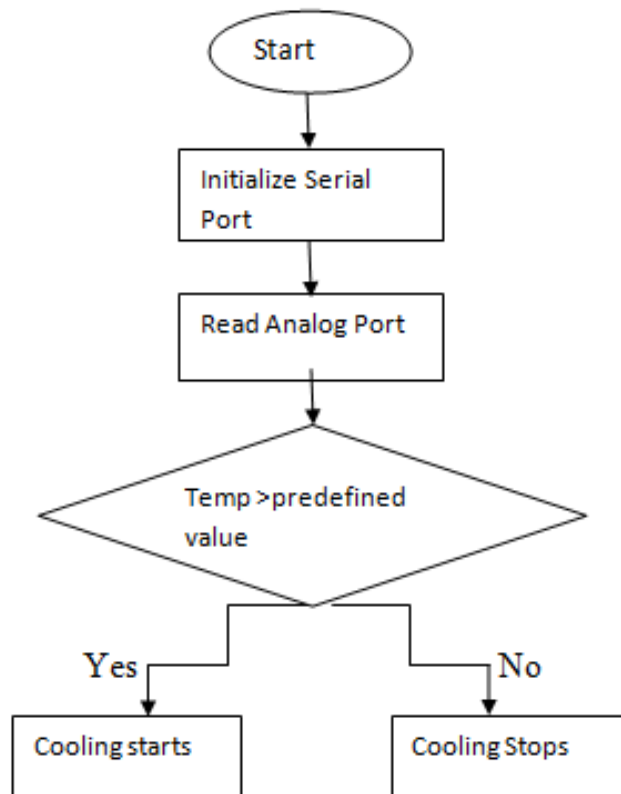 Start
Initialize Serial
Port
Read Analog Port
Temp >predefined
value
Yes
No
Cooling starts
Cooling Stops